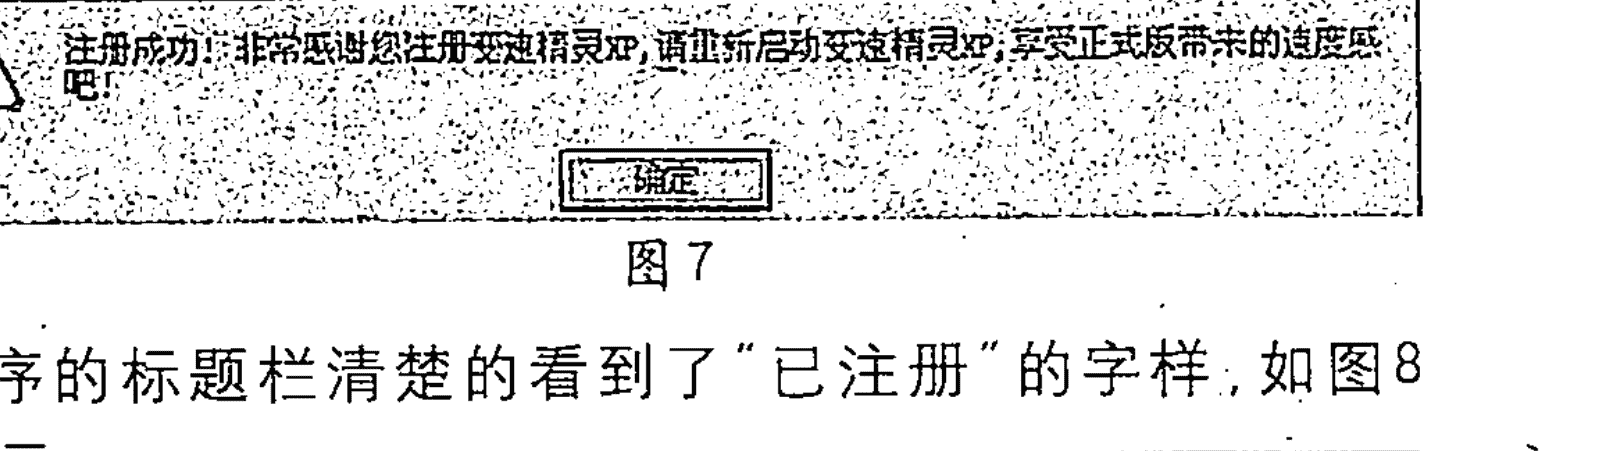 注册成功！非常感谢您注册变速精灵XP,请重新启动变速精灵XP,享受正式版带来的速度感
吧！
确定
图 7
序的标题栏清楚的看到了“已注册”的字样，如图8